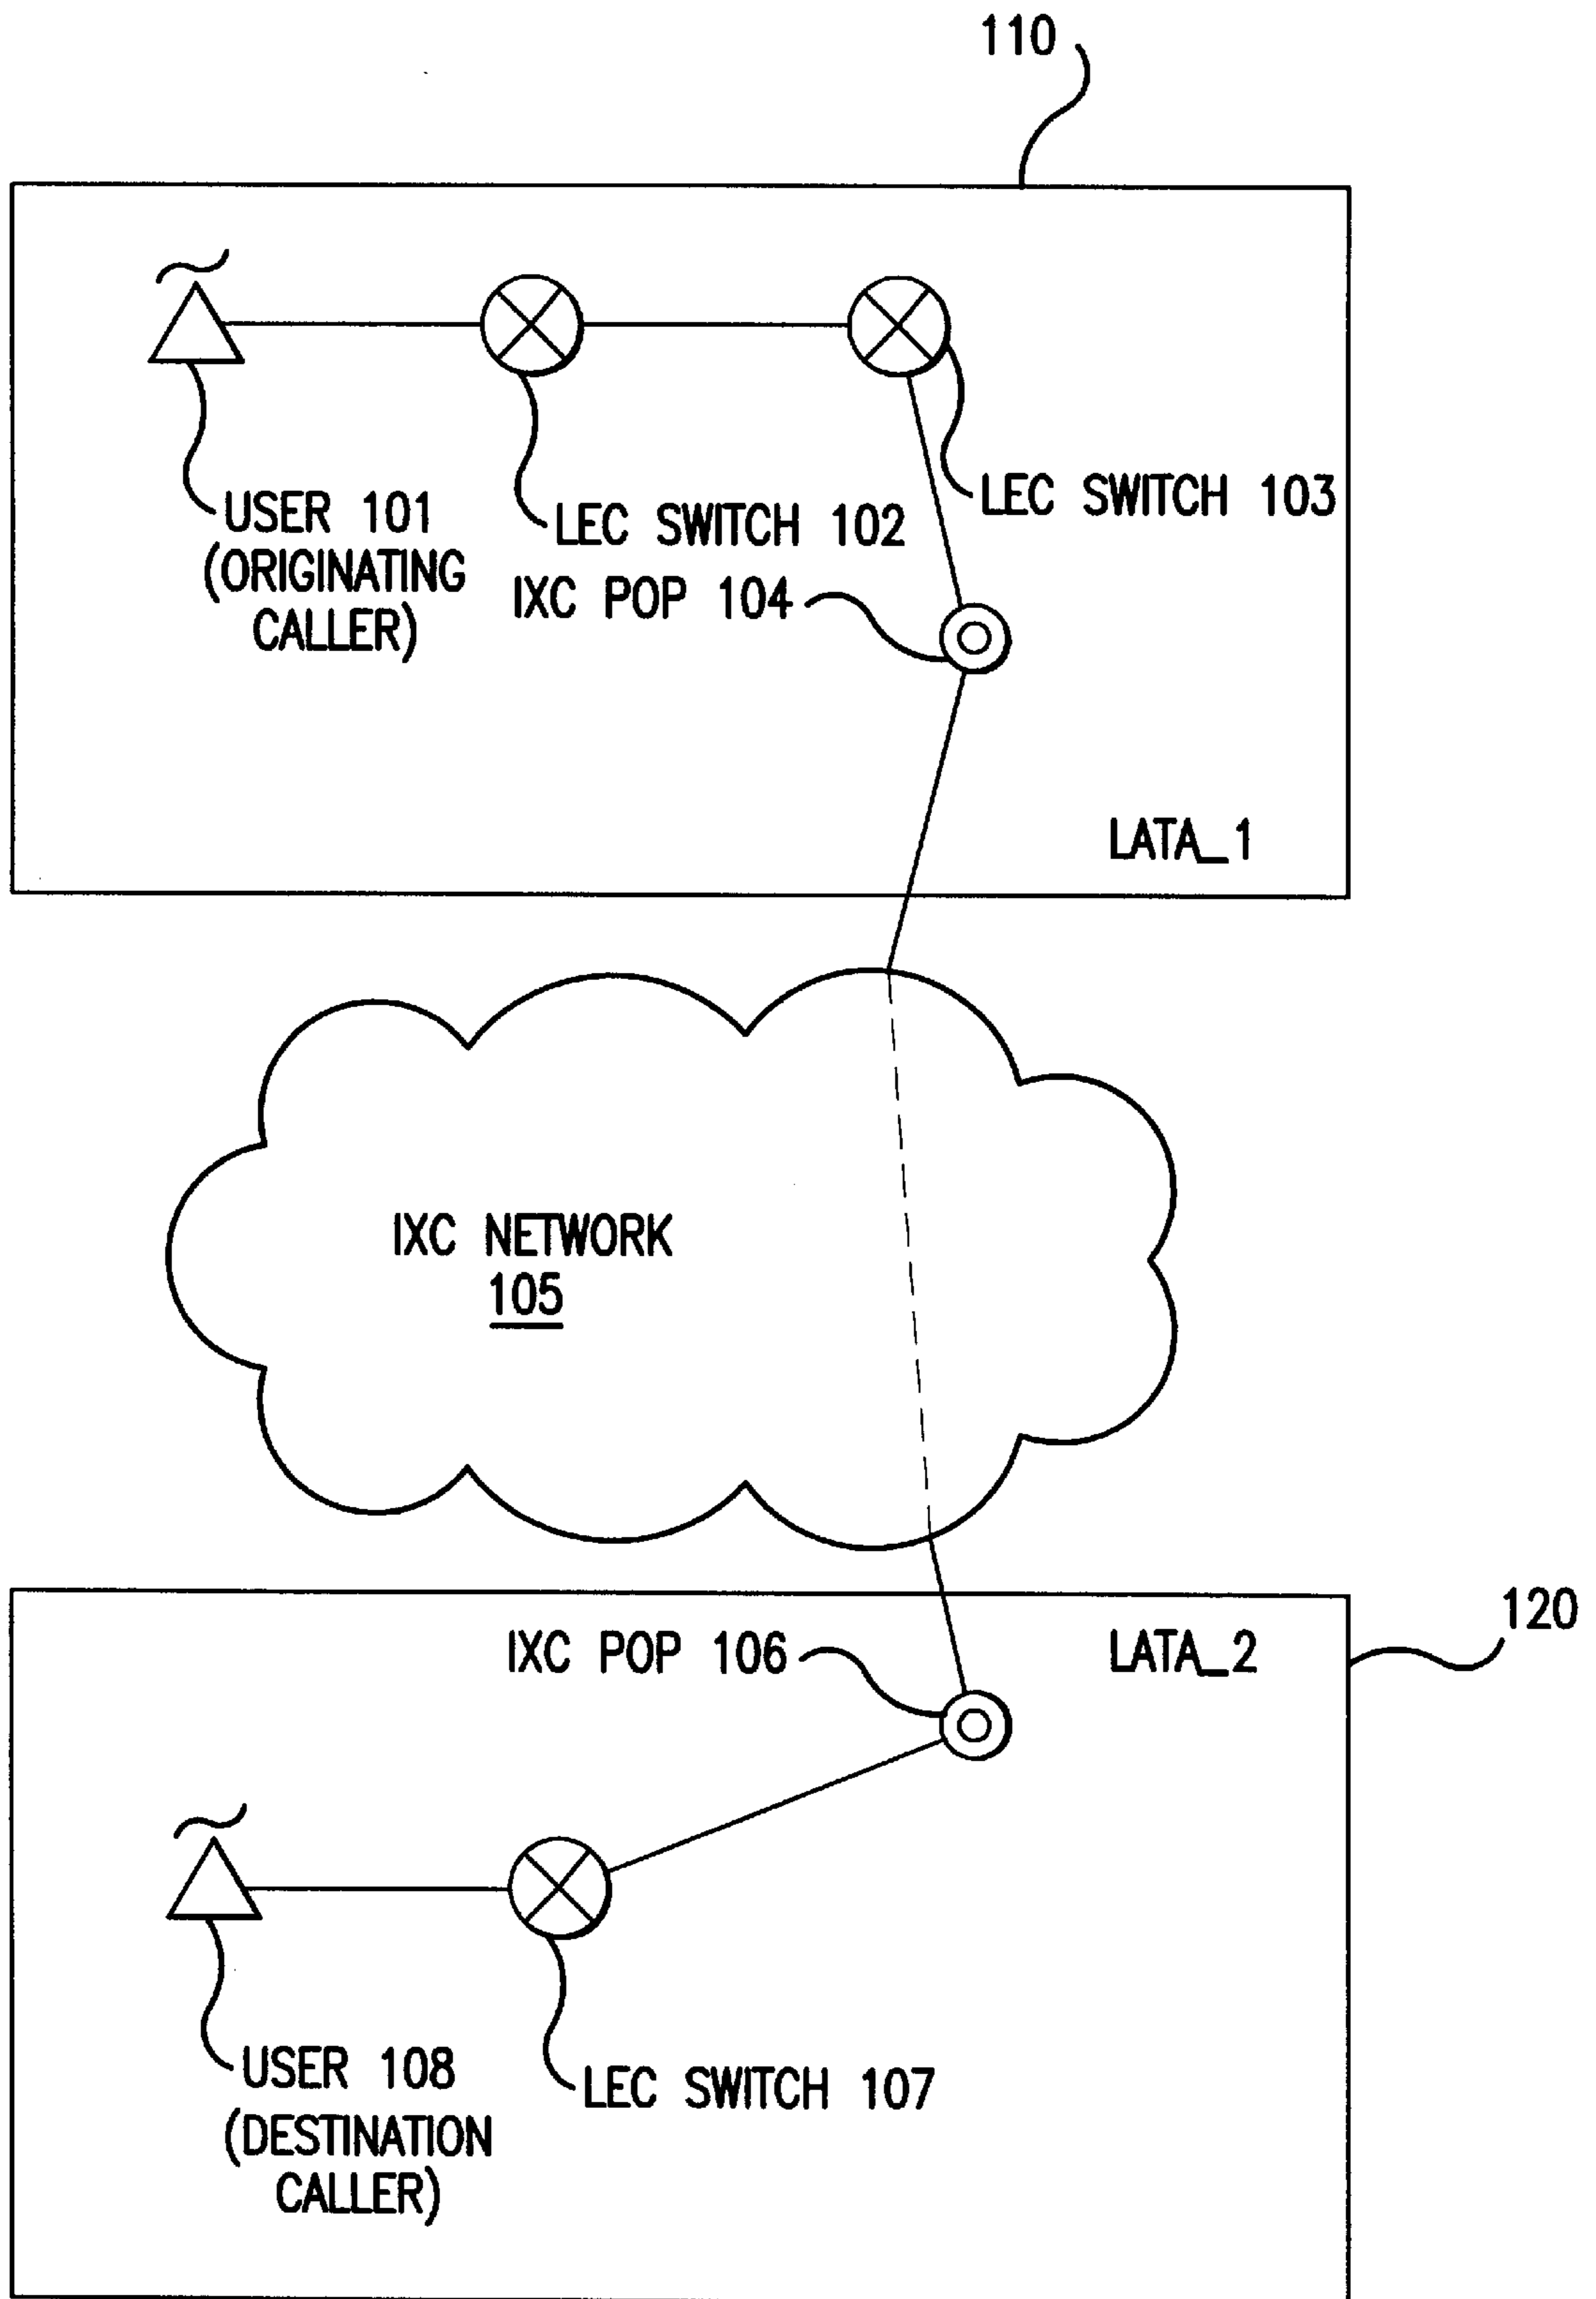 110
USER 101
(ORIGINATING
CALLER)
LEC SWITCH 102
LEC SWITCH 103
IXC POP 104
LATA_1
IXC NETWORK
105
120
IXC POP 106
LATA_2
USER 108
(DESTINATION
CALLER)
LEC SWITCH 107